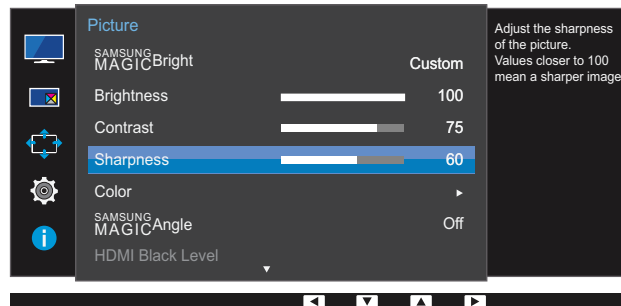 Picture
SAMSUNG
MAGICBright Custom
Brightness 100
Contrast 75
Sharpness 60
Color
SAMSUNG
MAGICAngle Off
HDMI Black Level
Adjust the sharpness
of the picture.
Values closer to 100
mean a sharper image